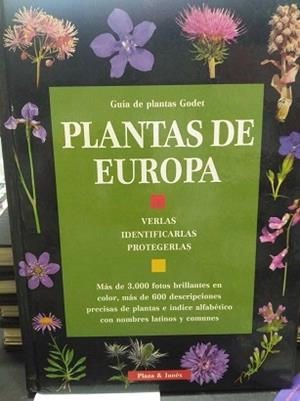 Guía de plantas Godet
PLANTAS DE
EUROPA
VERLAS
IDENTIFICARLAS
PROTEGERLAS
Más de 3.000 fotos brillantes en
color, más de 600 descripciones
precisas de plantas e índice alfabético
con nombres latinos y comunes
Plaza & Janés